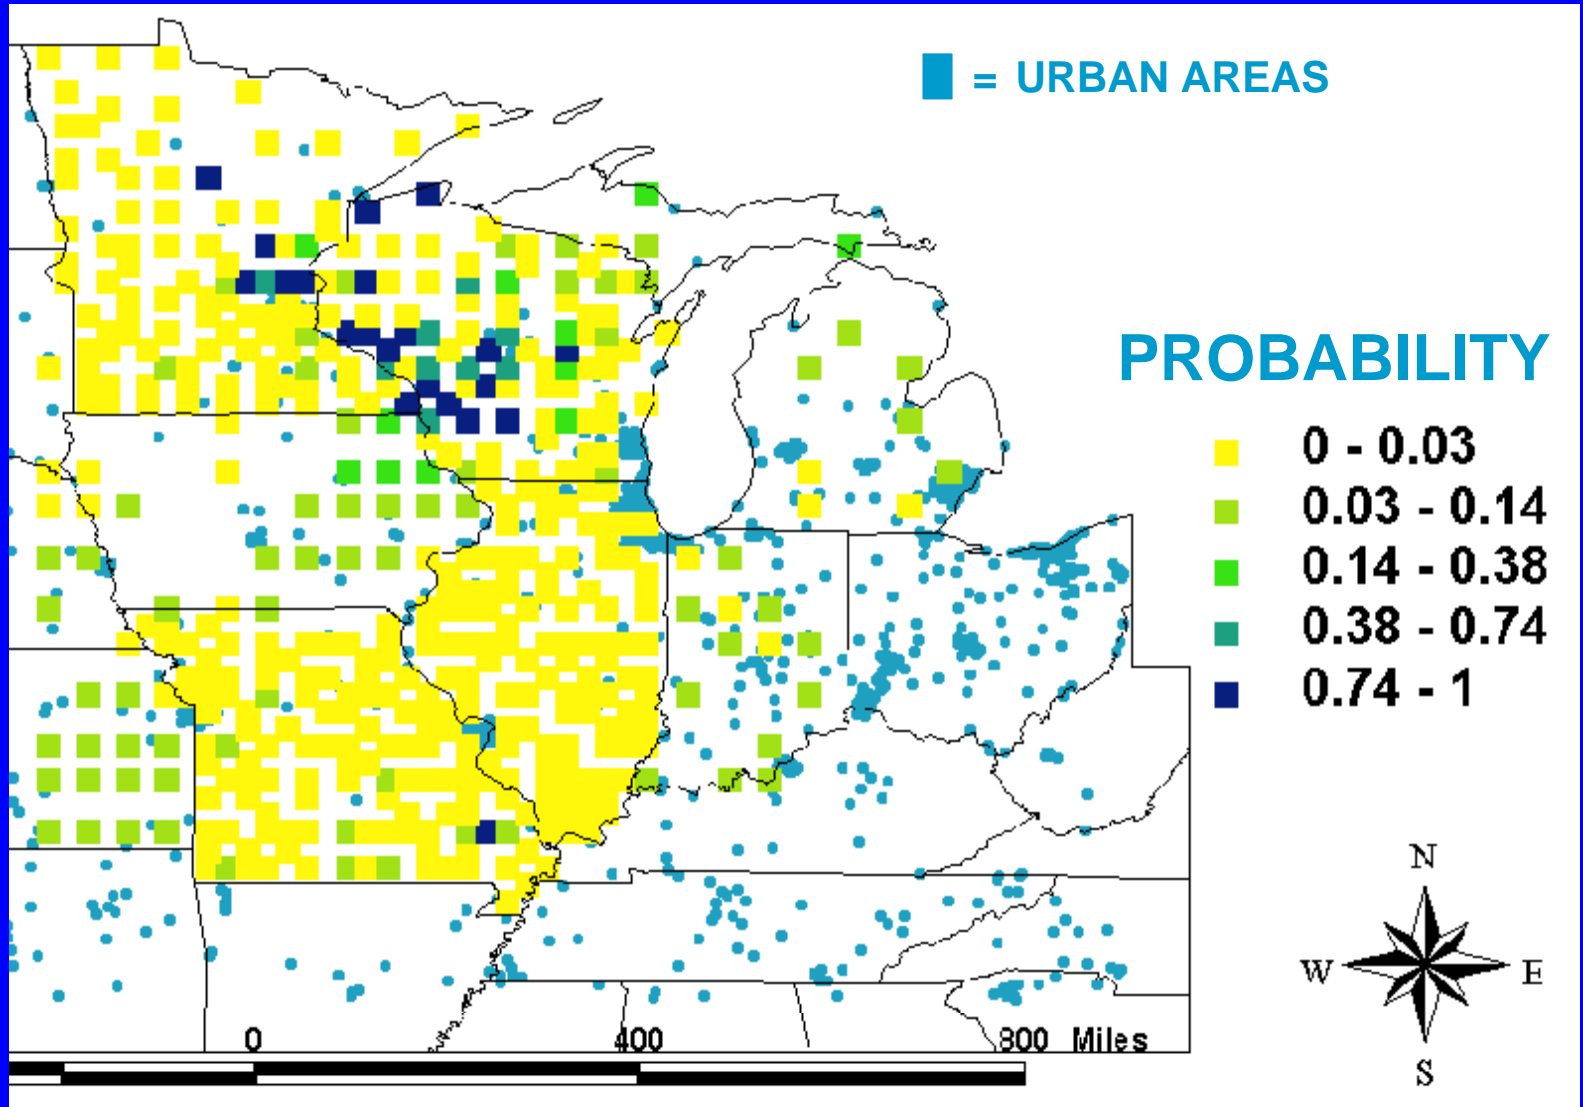 = URBAN AREAS
PROBABILITY
0 - 0.03
0.03 - 0.14
0.14 - 0.38
0.38 - 0.74
0.74 - 1
N
W E
S
0 400 800 Miles